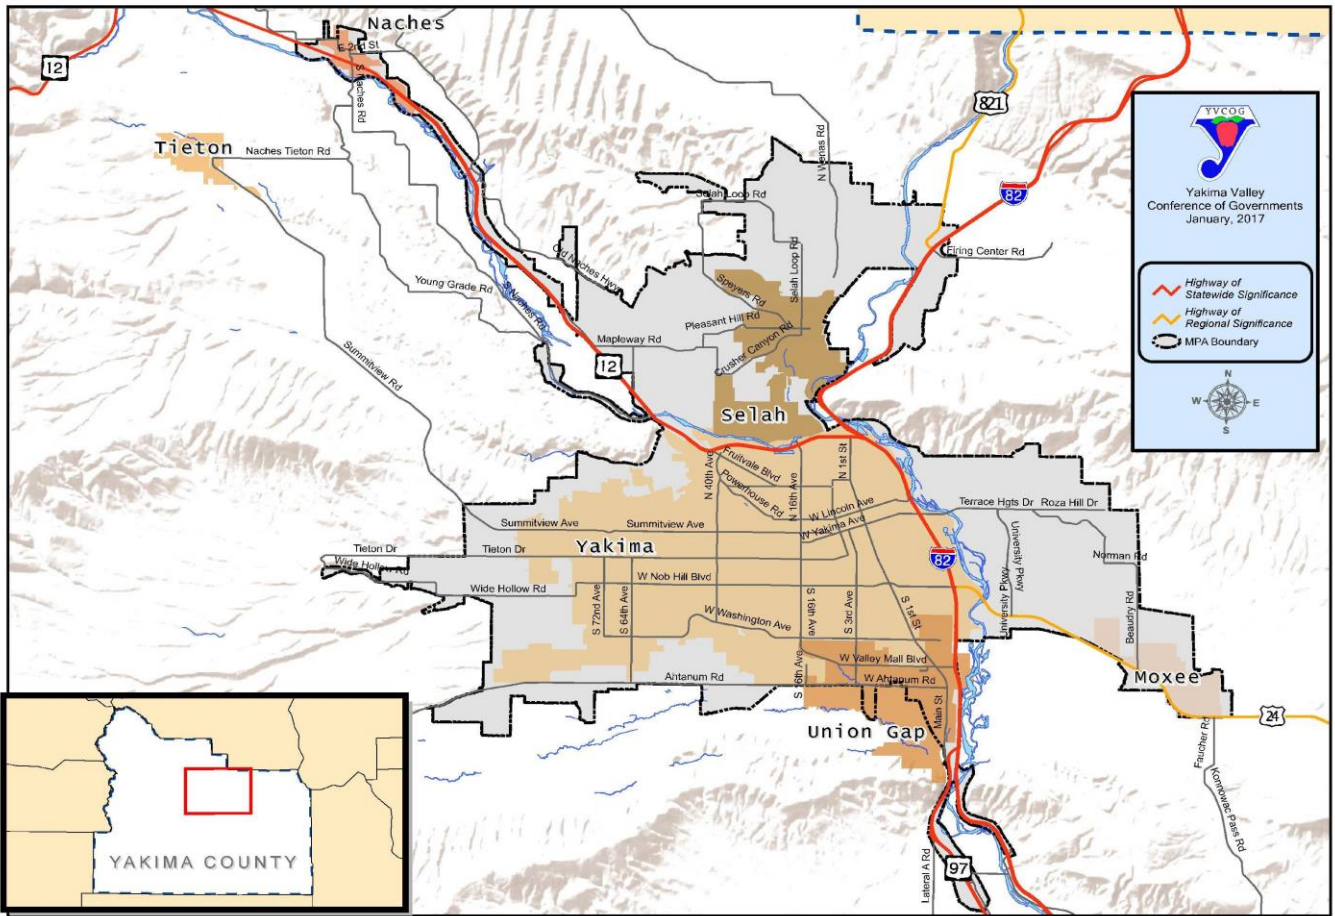 Naches
E 2nd St
12
S Naches Rd
821
YVCOG
Yakima Valley
Conference of Governments
January, 2017
Tieton
Naches Tieton Rd
N Wenas Rd
82
Selah Loop Rd
Firing Center Rd
Old Naches Hwy
Selah Loop Rd
Young Grade Rd
S Naches Rd
Speyers Rd
Highway of
Statewide Significance
Highway of
Regional Significance
MPA Boundary
Pleasant Hill Rd
Mapleway Rd
Crusher Canyon Rd
Summitview Rd
12
N
W
E
S
Selah
N 40th Ave
Fruitvale Blvd
N 16th Ave
N 1st St
Powerhouse Rd
W Lincoln Ave
W Yakima Ave
Terrace Hgts Dr
Roza Hill Dr
Summitview Ave
Summitview Ave
University Pkwy
Yakima
Tieton Dr
Tieton Dr
82
Norman Rd
Wide Hollow Rd
Wide Hollow Rd
W Nob Hill Blvd
S 72nd Ave
S 64th Ave
S 16th Ave
S 3rd Ave
S 1st St
University Pkwy
Beaudry Rd
W Washington Ave
W Valley Mall Blvd
S 16th Ave
Ahtanum Rd
W Ahtanum Rd
Moxee
Main St
Union Gap
24
Faucher Rd
Konnowac Pass Rd
YAKIMA COUNTY
Lateral A Rd
97